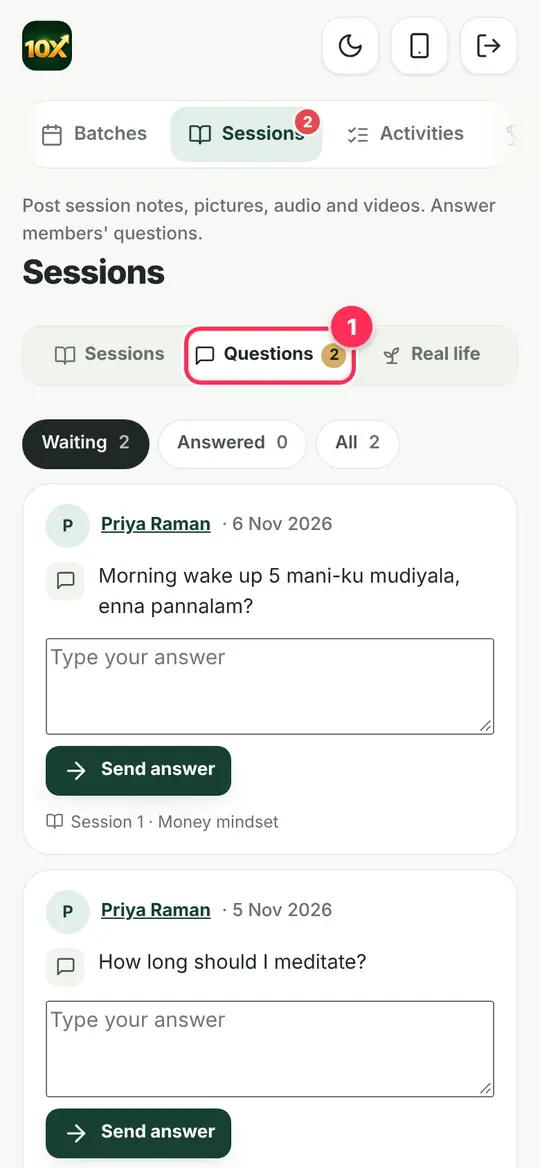 10X
Batches
Sessions 2
Activities
Post session notes, pictures, audio and videos. Answer
members' questions.
Sessions
1
Sessions
Questions 2
Real life
Waiting 2
Answered 0
All 2
P
Priya Raman · 6 Nov 2026
Morning wake up 5 mani-ku mudiyala,
enna pannalam?
Type your answer
Send answer
Session 1 · Money mindset
P
Priya Raman · 5 Nov 2026
How long should I meditate?
Type your answer
Send answer